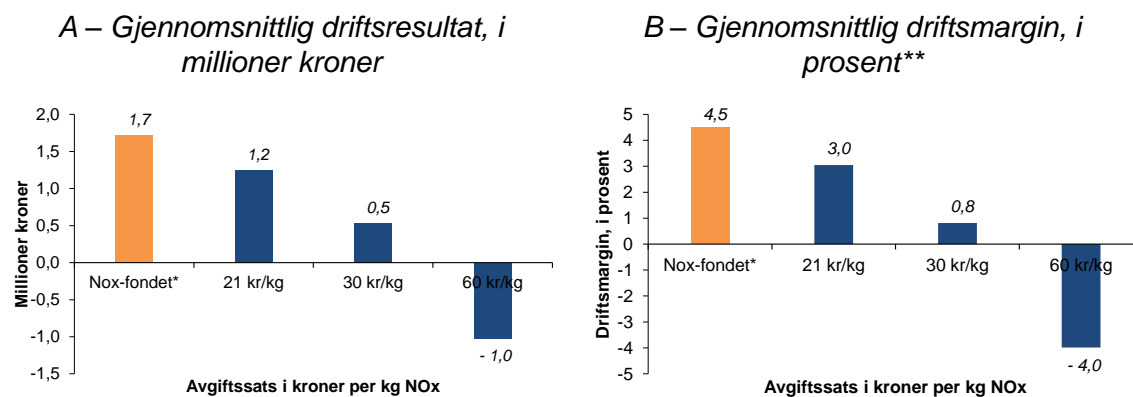 A – Gjennomsnittlig driftsresultat, i
millioner kroner
2,0
1,5
1,0
0,5
0,0
-0,5
-1,0
-1,5
Millioner kroner
1,7
1,2
0,5
- 1,0
Nox-fondet*
21 kr/kg
30 kr/kg
60 kr/kg
Avgiftssats i kroner per kg NOx
B – Gjennomsnittlig driftsmargin, i
prosent**
5
4
3
2
1
0
-1
-2
-3
-4
-5
Driftsmargin, i prosent
4,5
3,0
0,8
- 4,0
Nox-fondet*
21 kr/kg
30 kr/kg
60 kr/kg
Avgiftssats i kroner per kg NOx